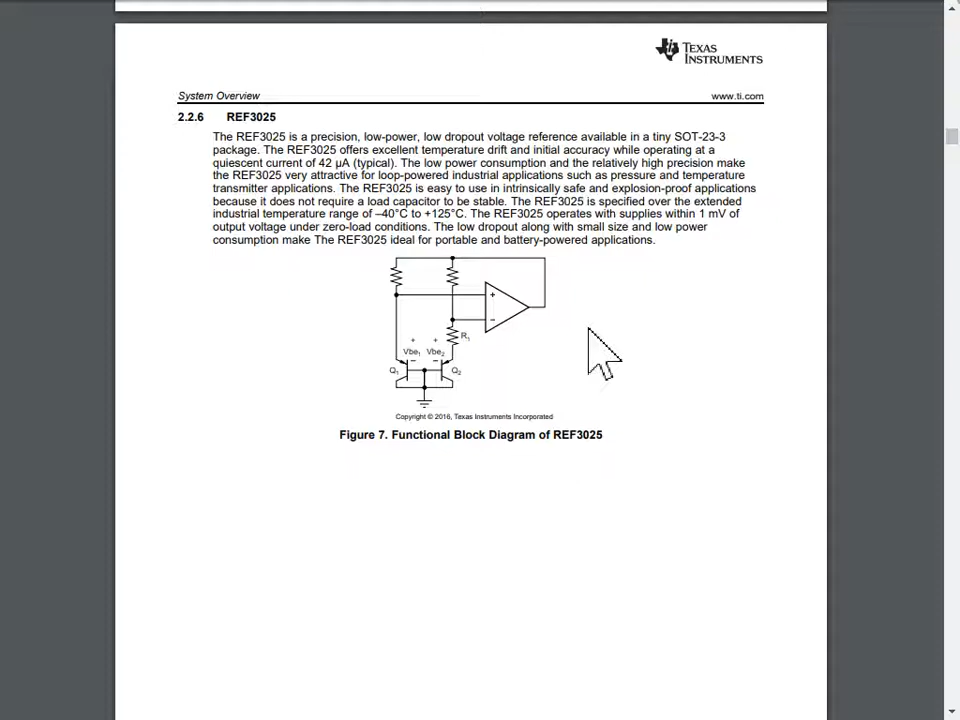 TEXAS
INSTRUMENTS
System Overview www.ti.com
2.2.6 REF3025
The REF3025 is a precision, low-power, low dropout voltage reference available in a tiny SOT-23-3
package. The REF3025 offers excellent temperature drift and initial accuracy while operating at a
quiescent current of 42 µA (typical). The low power consumption and the relatively high precision make
the REF3025 very attractive for loop-powered industrial applications such as pressure and temperature
transmitter applications. The REF3025 is easy to use in intrinsically safe and explosion-proof applications
because it does not require a load capacitor to be stable. The REF3025 is specified over the extended
industrial temperature range of –40°C to +125°C. The REF3025 operates with supplies within 1 mV of
output voltage under zero-load conditions. The low dropout along with small size and low power
consumption make The REF3025 ideal for portable and battery-powered applications.
+
–
R1
+ +
Vbe1 Vbe2
– –
Q1 Q2
Copyright © 2016, Texas Instruments Incorporated
Figure 7. Functional Block Diagram of REF3025